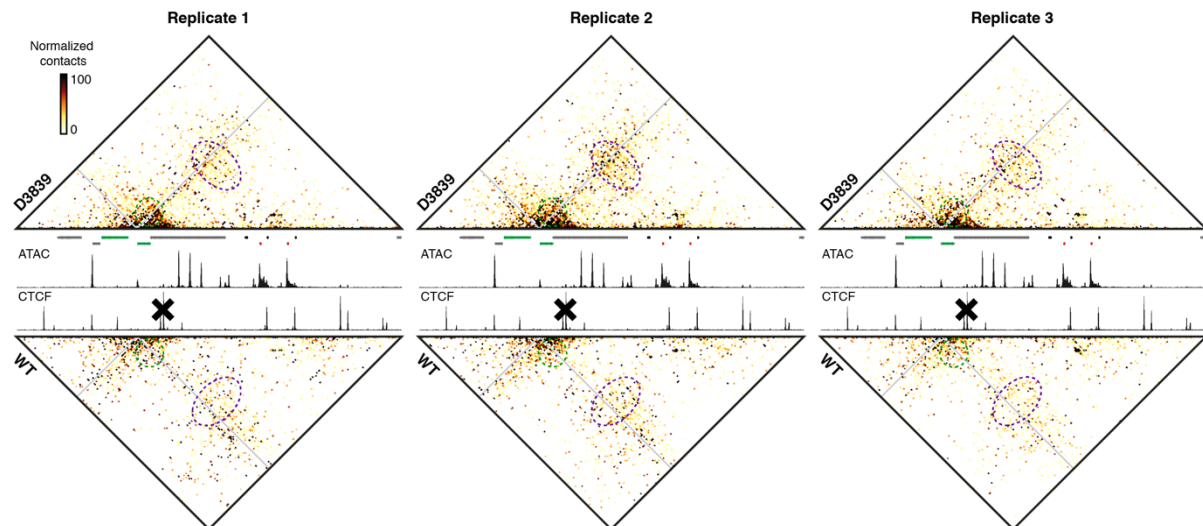 Replicate 1
Replicate 2
Replicate 3
Normalized
contacts
100
0
D3839
D3839
D3839
ATAC
ATAC
ATAC
CTCF
CTCF
CTCF
WT
WT
WT